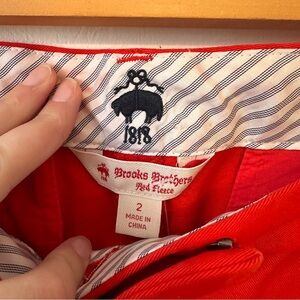 1818
Brooks Brothers
Red Fleece
2
MADE IN
CHINA